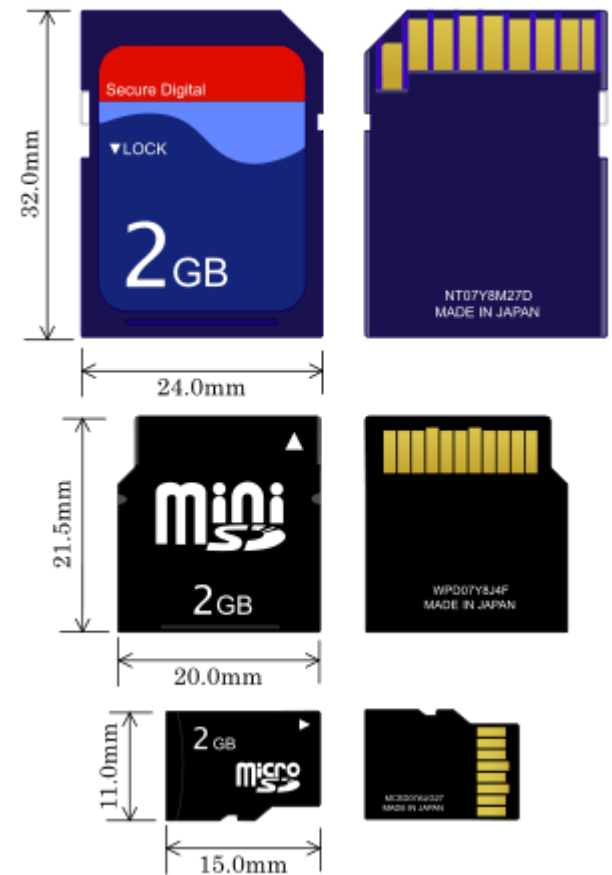 32.0mm
Secure Digital
▼LOCK
2GB
NT07Y8M27D
MADE IN JAPAN
24.0mm
21.5mm
mini
SD
2GB
WPD07Y8J4F
MADE IN JAPAN
20.0mm
11.0mm
2GB
micro
SD
MADE IN JAPAN
15.0mm